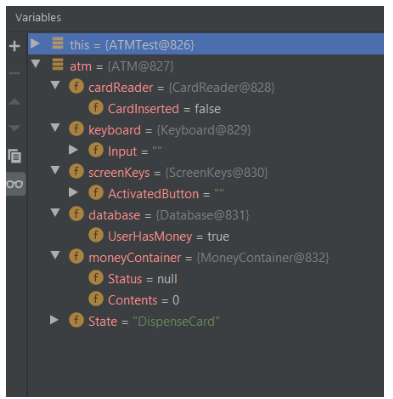 Variables
this = {ATMTest@826}
atm = {ATM@827}
f cardReader = {CardReader@828}
f CardInserted = false
f keyboard = {Keyboard@829}
f Input = ""
f screenKeys = {ScreenKeys@830}
f ActivatedButton = ""
f database = {Database@831}
f UserHasMoney = true
f moneyContainer = {MoneyContainer@832}
f Status = null
f Contents = 0
f State = "DispenseCard"